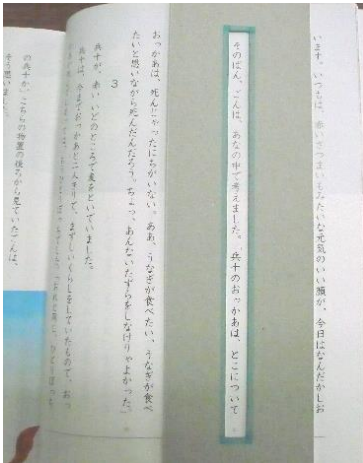 います。いつもは、赤いさつまいもみたいな元気のいい顔が、今日はなんだかしお
そのばん、ごんは、あなの中で考えました。「兵十のおっかあは、とこについて
おっかあは、死んじゃったにちがいない。ああ、うなぎが食べたい、うなぎが食べ
たいと思いながら死んだんだろう。ちょっ、あんないたずらをしなけりゃよかった。」
3
兵十が、赤いいどのところで麦をといでいました。
兵十は、今までおっかあと二人きりで、まずしいくらしをしていたもので、おっ
の兵十か。」こちらの物置の後ろから見ていたごんは、
そう思いました。